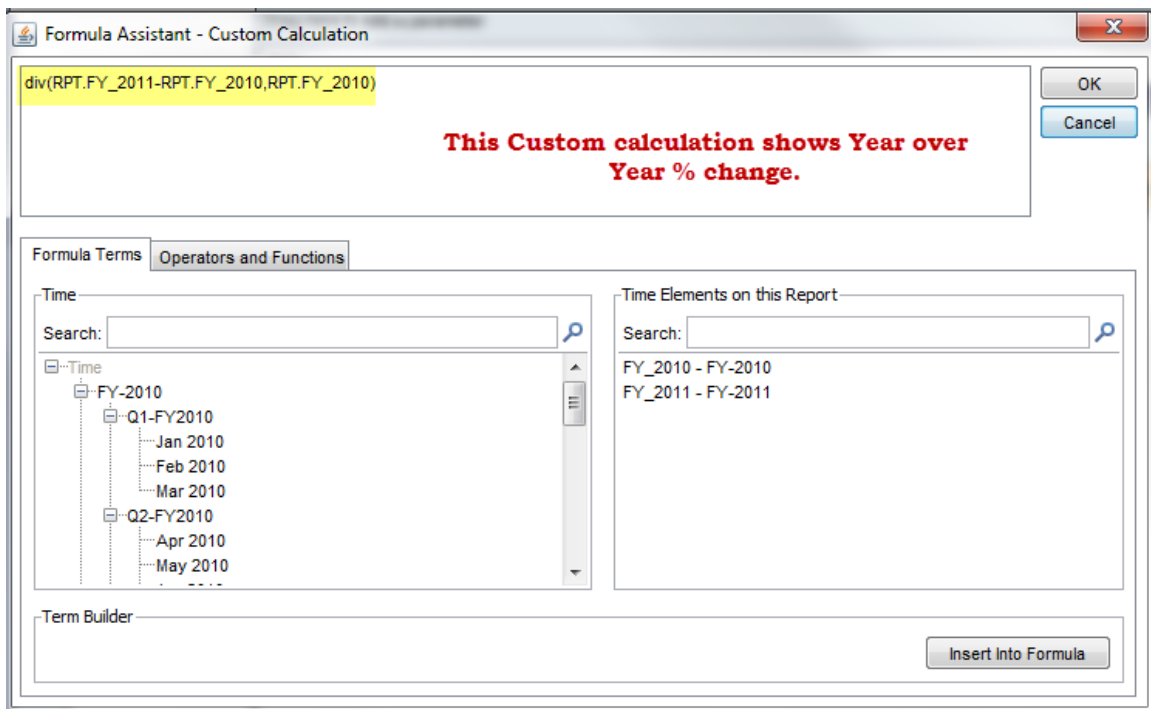 Formula Assistant - Custom Calculation
div(RPT.FY_2011-RPT.FY_2010,RPT.FY_2010)
OK
Cancel
This Custom calculation shows Year over
Year % change.
Formula Terms
Operators and Functions
Time
Search:
Time
FY-2010
Q1-FY2010
Jan 2010
Feb 2010
Mar 2010
Q2-FY2010
Apr 2010
May 2010
Time Elements on this Report
Search:
FY_2010 - FY-2010
FY_2011 - FY-2011
Term Builder
Insert Into Formula